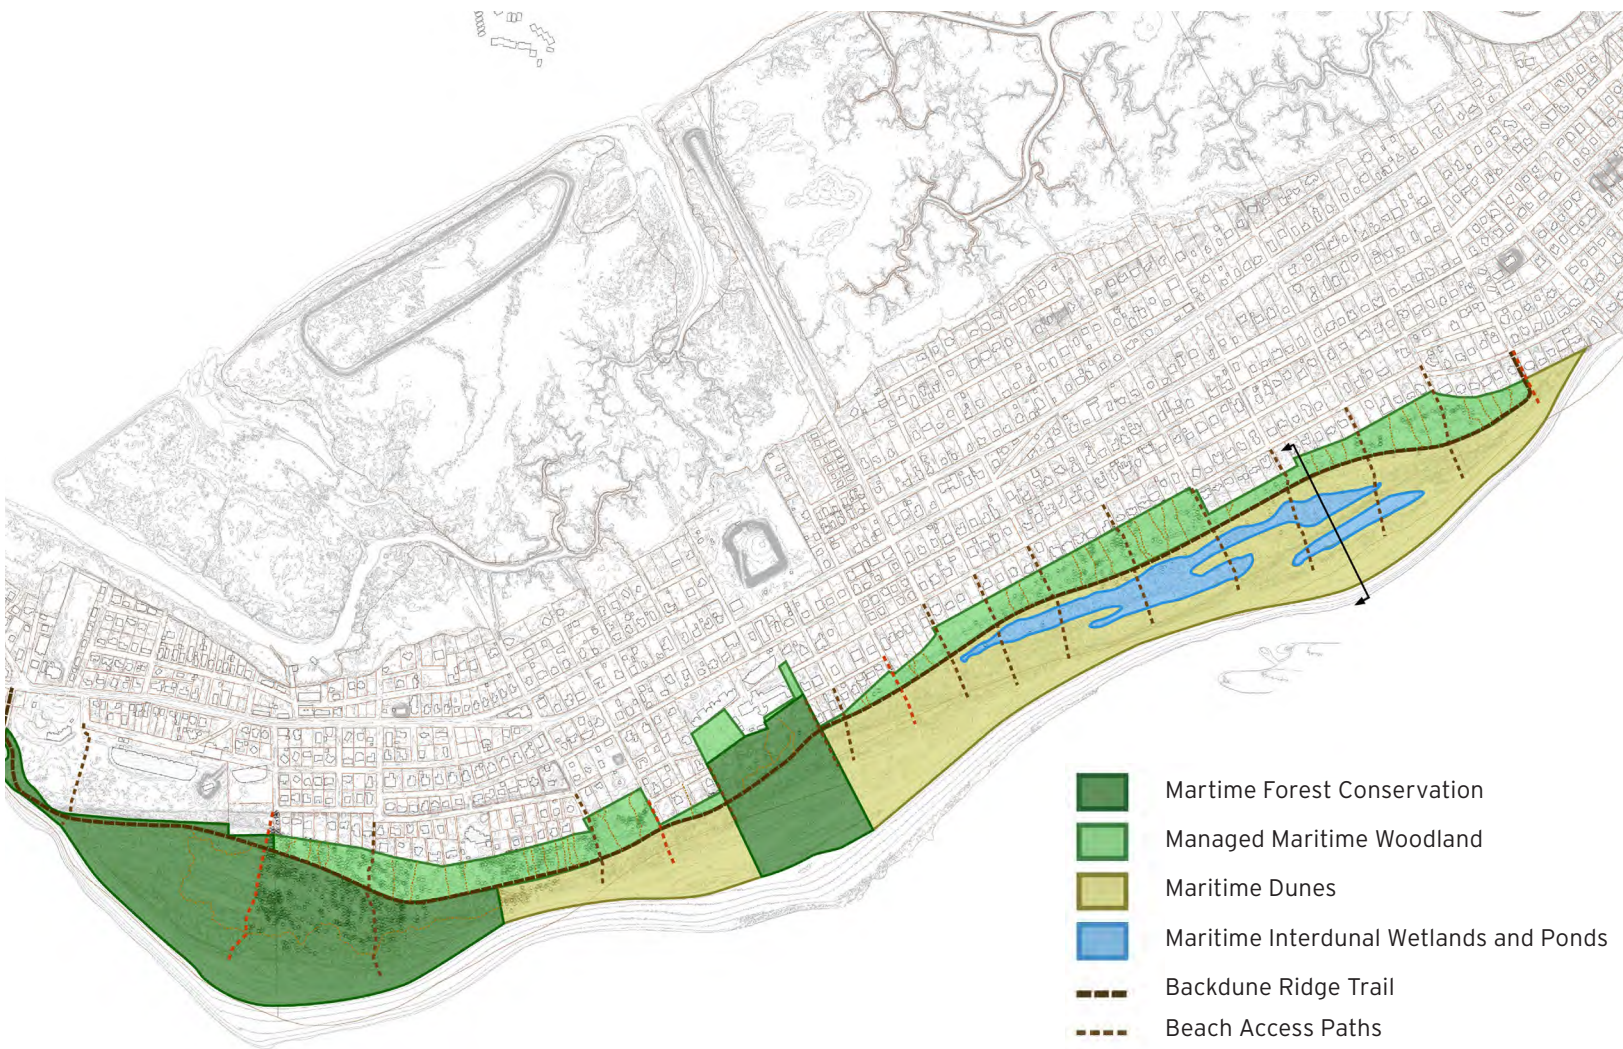 Martime Forest Conservation
Managed Maritime Woodland
Maritime Dunes
Maritime Interdunal Wetlands and Ponds
Backdune Ridge Trail
Beach Access Paths